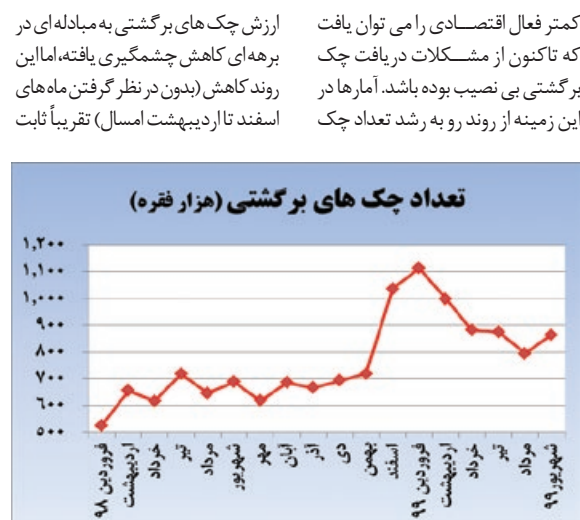 کمتر فعال اقتصادی را می توان یافت
که تاکنون از مشکلات دریافت چک
برگشتی بی نصیب بوده باشد. آمارها در
این زمینه از روند رو به رشد تعداد چک
ارزش چک های برگشتی به مبادله ای در
برهه ای کاهش چشمگیری یافته، اما این
روند کاهش (بدون در نظر گرفتن ماه های
اسفند تا اردیبهشت امسال) تقریباً ثابت
تعداد چک های برگشتی (هزار فقره)
۱,۲۰۰
۱,۱۰۰
۱,۰۰۰
۹۰۰
۸۰۰
۷۰۰
۶۰۰
۵۰۰
فروردین ۹۸
اردیبهشت
خرداد
تیر
مرداد
شهریور
مهر
آبان
آذر
دی
بهمن
اسفند
فروردین ۹۹
اردیبهشت
خرداد
تیر
مرداد
شهریور ۹۹